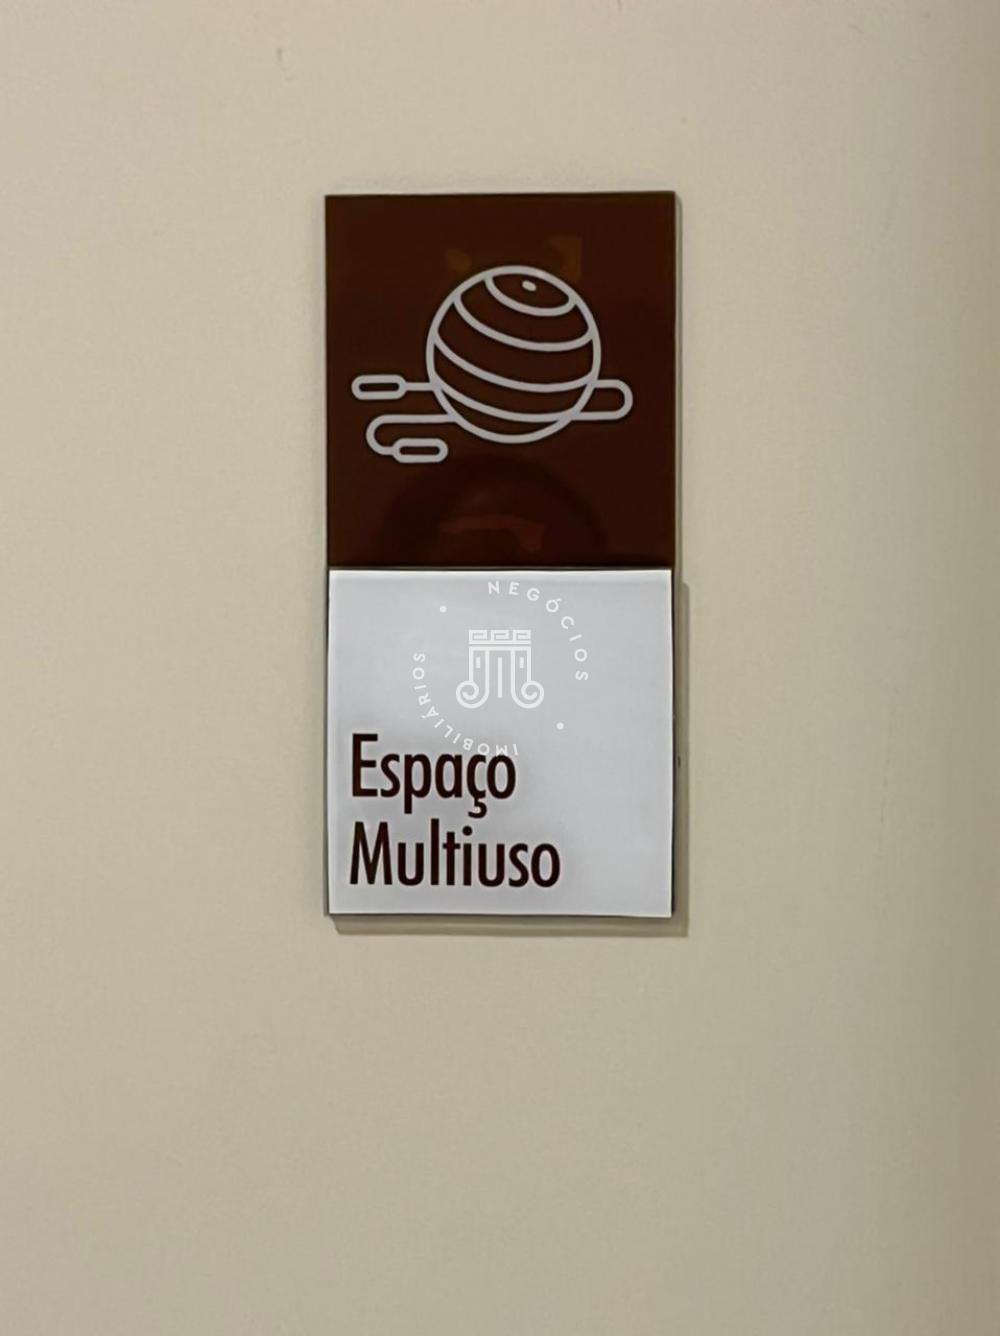 NEGÓCIOS
IMOBILIÁRIOS
Espaço
Multiuso